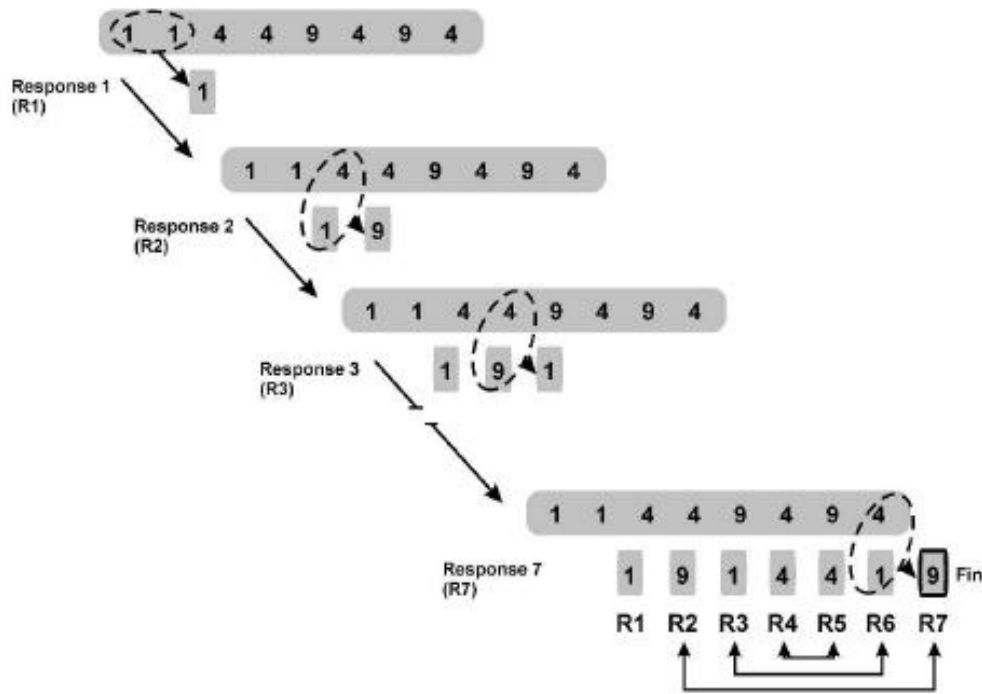 1 1 4 4 9 4 9 4
1
Response 1
(R1)
1 1 4 4 9 4 9 4
1 9
Response 2
(R2)
1 1 4 4 9 4 9 4
1 9 1
Response 3
(R3)
1 1 4 4 9 4 9 4
1 9 1 4 4 1 9 Fin
Response 7
(R7)
R1 R2 R3 R4 R5 R6 R7